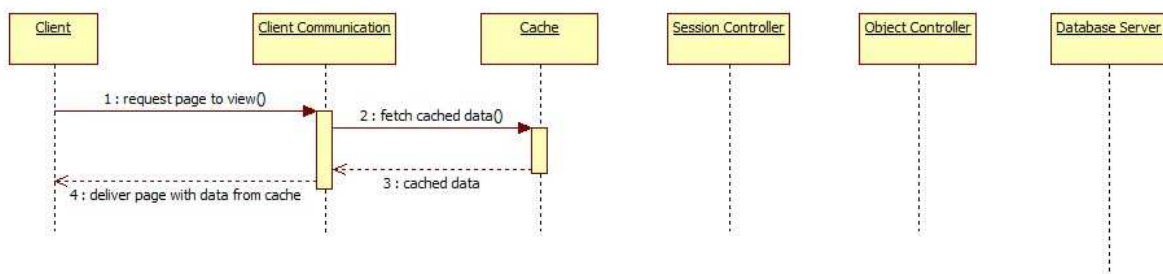 Client
Client Communication
Cache
Session Controller
Object Controller
Database Server
1 : request page to view()
2 : fetch cached data()
3 : cached data
4 : deliver page with data from cache